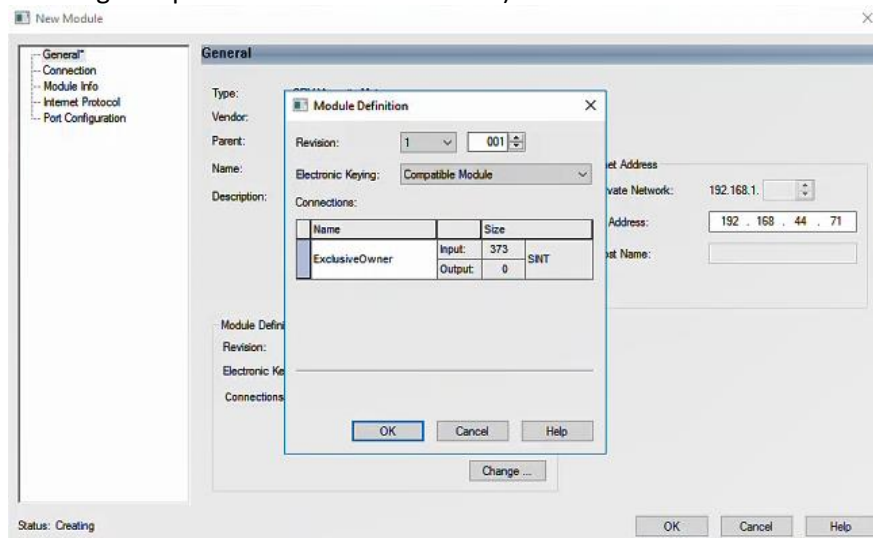 New Module
General*
Connection
Module Info
Internet Protocol
Port Configuration
General
Type:
Vendor:
Parent:
Name:
Description:
Module Definition
Revision: 1 001
Electronic Keying: Compatible Module
Connections:
Name Size
ExclusiveOwner Input: 373 SINT
Output: 0
OK Cancel Help
et Address
vate Network: 192.168.1.
Address: 192 . 168 . 44 . 71
st Name:
Module Defini
Revision:
Electronic Ke
Connections
Change ...
Status: Creating
OK Cancel Help